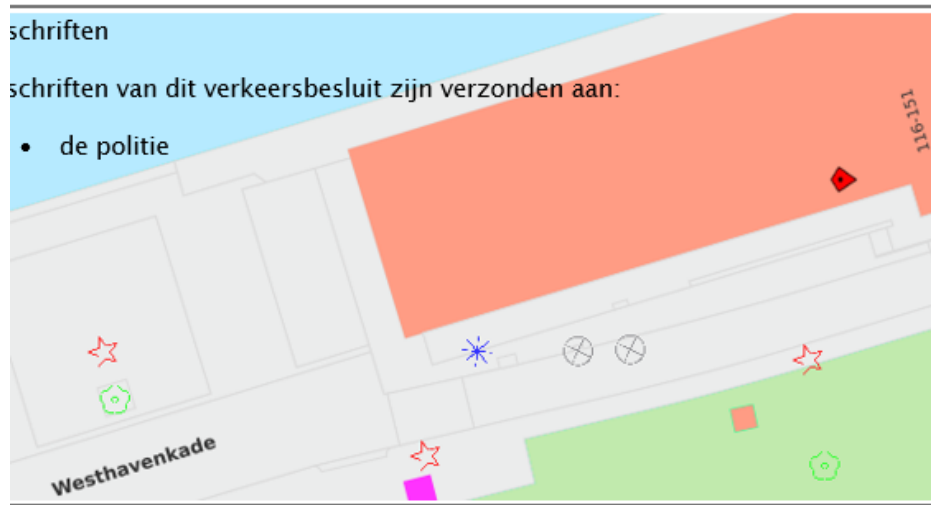 schriften
schriften van dit verkeersbesluit zijn verzonden aan:
• de politie
116-151
Westhavenkade